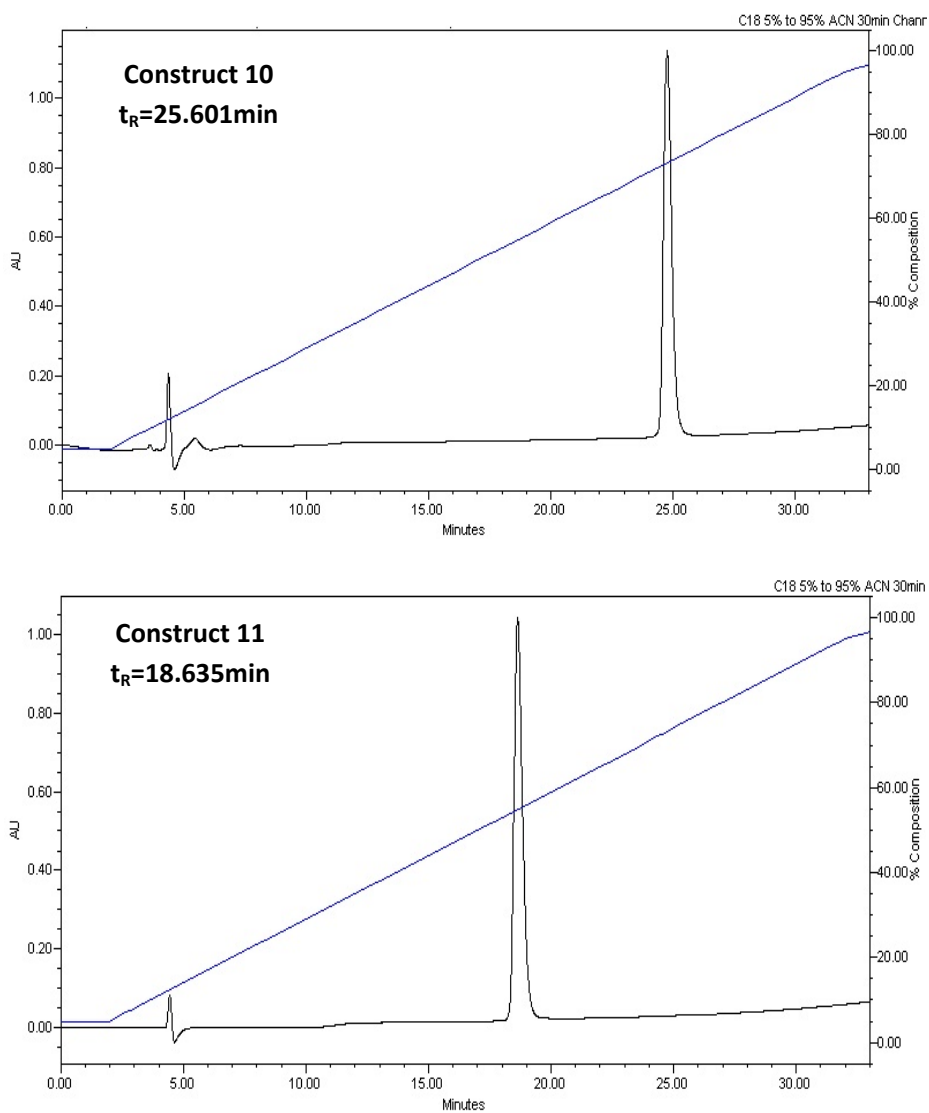 C18 5% to 95% ACN 30min Chann
Construct 10
tR=25.601min
100.00
1.00
80.00
0.80
0.60
60.00
0.40
40.00
0.20
20.00
0.00
0.00
AU
% Composition
0.00 5.00 10.00 15.00 20.00 25.00 30.00
Minutes
C18 5% to 95% ACN 30min
Construct 11
tR=18.635min
100.00
1.00
80.00
0.80
0.60
60.00
0.40
40.00
0.20
20.00
0.00
0.00
AU
% Composition
0.00 5.00 10.00 15.00 20.00 25.00 30.00
Minutes